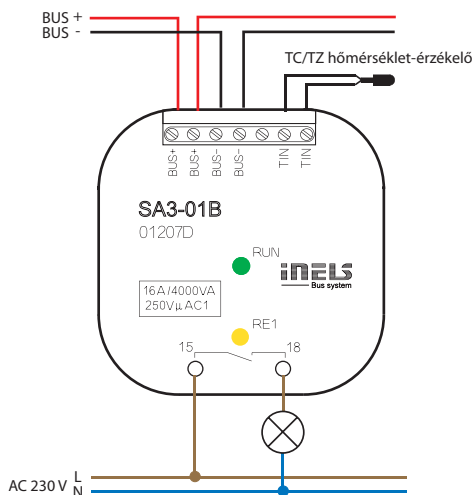 BUS +
BUS -
TC/TZ hőmérséklet-érzékelő
BUS+
BUS+
BUS-
BUS-
TIN
TIN
SA3-01B
01207D
RUN
iNELS
Bus system
16A/4000VA
250Vµ AC1
RE1
15
18
AC 230 V
L
N